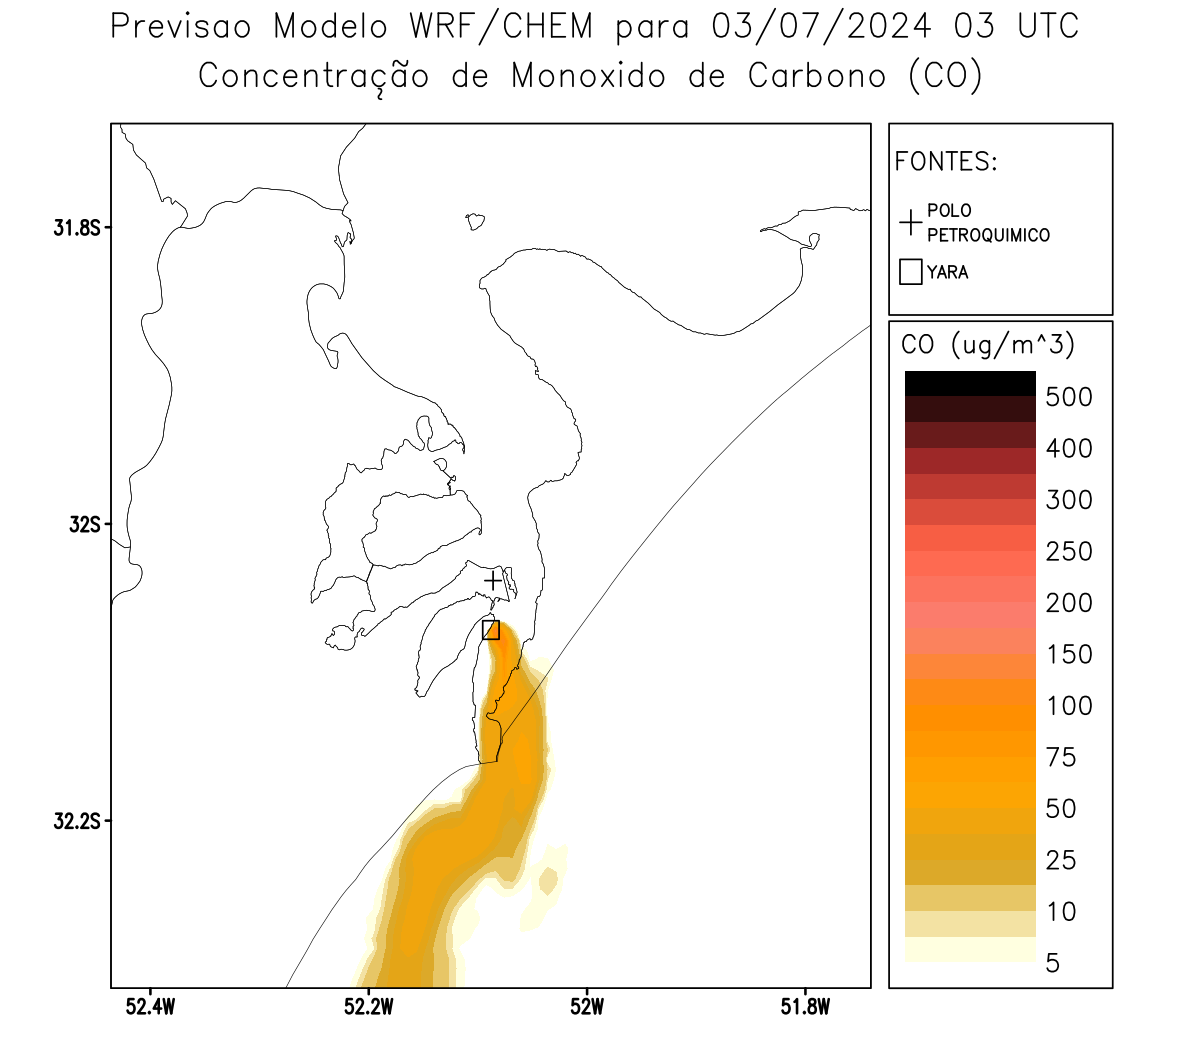 Previsao Modelo WRF/CHEM para 03/07/2024 03 UTC
Concentração de Monoxido de Carbono (CO)
FONTES:
POLO
PETROQUIMICO
YARA
CO (ug/m^3)
500
400
300
250
200
150
100
75
50
25
10
5
31.8S
32S
32.2S
52.4W
52.2W
52W
51.8W